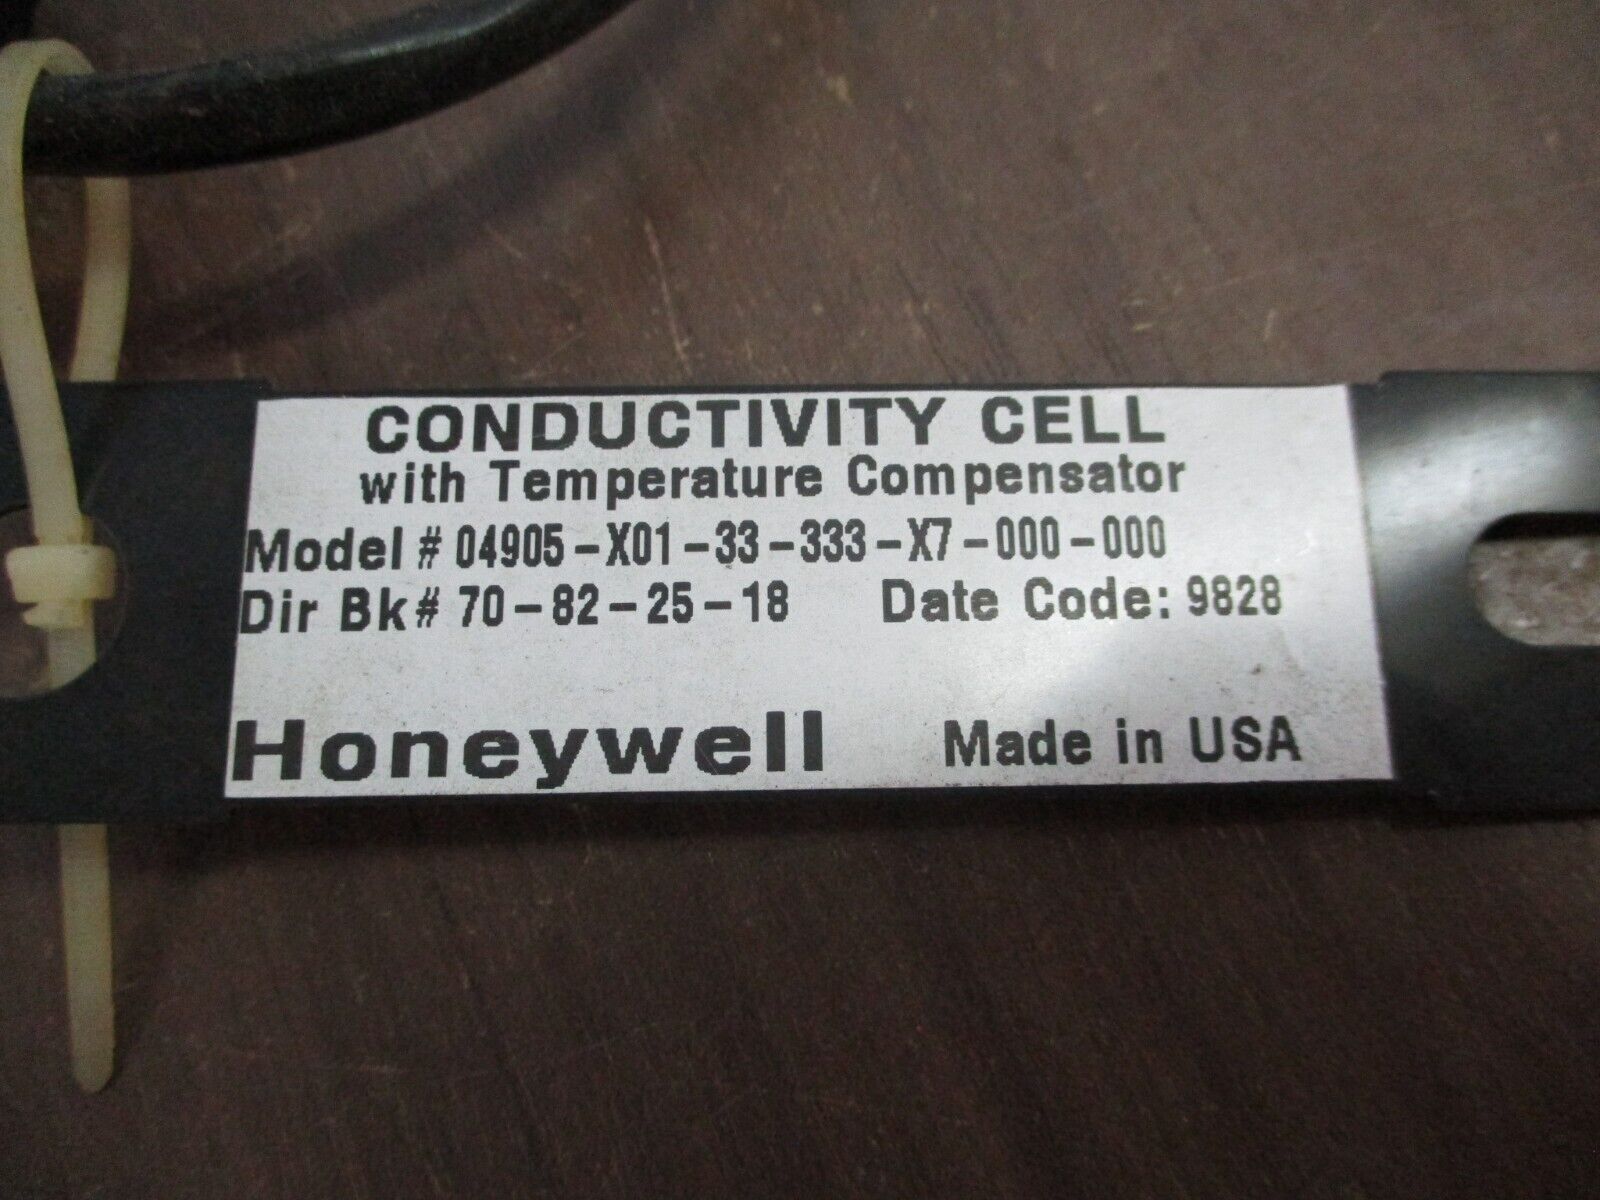 CONDUCTIVITY CELL
with Temperature Compensator
Model # 04905-X01-33-333-X7-000-000
Dir Bk# 70-82-25-18 Date Code: 9828
Honeywell Made in USA